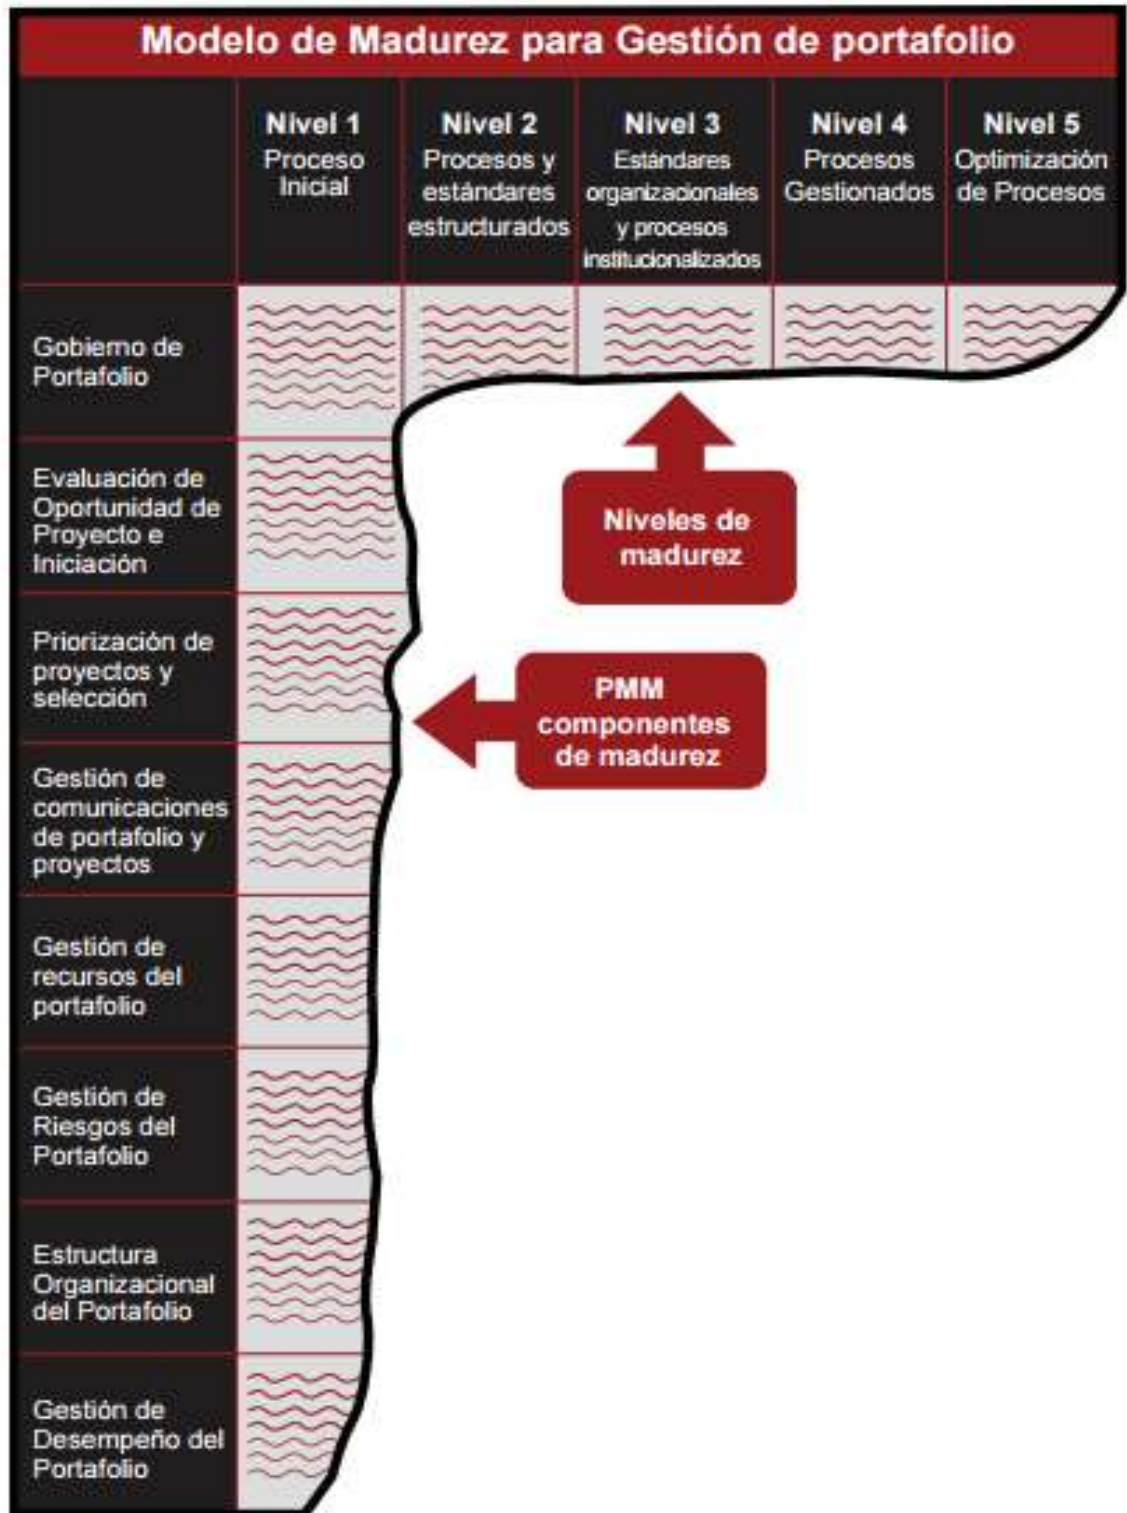 Modelo de Madurez para Gestión de portafolio
Nivel 1
Proceso
Inicial
Nivel 2
Procesos y
estándares
estructurados
Nivel 3
Estándares
organizacionales
y procesos
institucionalizados
Nivel 4
Procesos
Gestionados
Nivel 5
Optimización
de Procesos
Gobierno de
Portafolio
Evaluación de
Oportunidad de
Proyecto e
Iniciación
Niveles de
madurez
Priorización de
proyectos y
selección
PMM
componentes
de madurez
Gestión de
comunicaciones
de portafolio y
proyectos
Gestión de
recursos del
portafolio
Gestión de
Riesgos del
Portafolio
Estructura
Organizacional
del Portafolio
Gestión de
Desempeño del
Portafolio